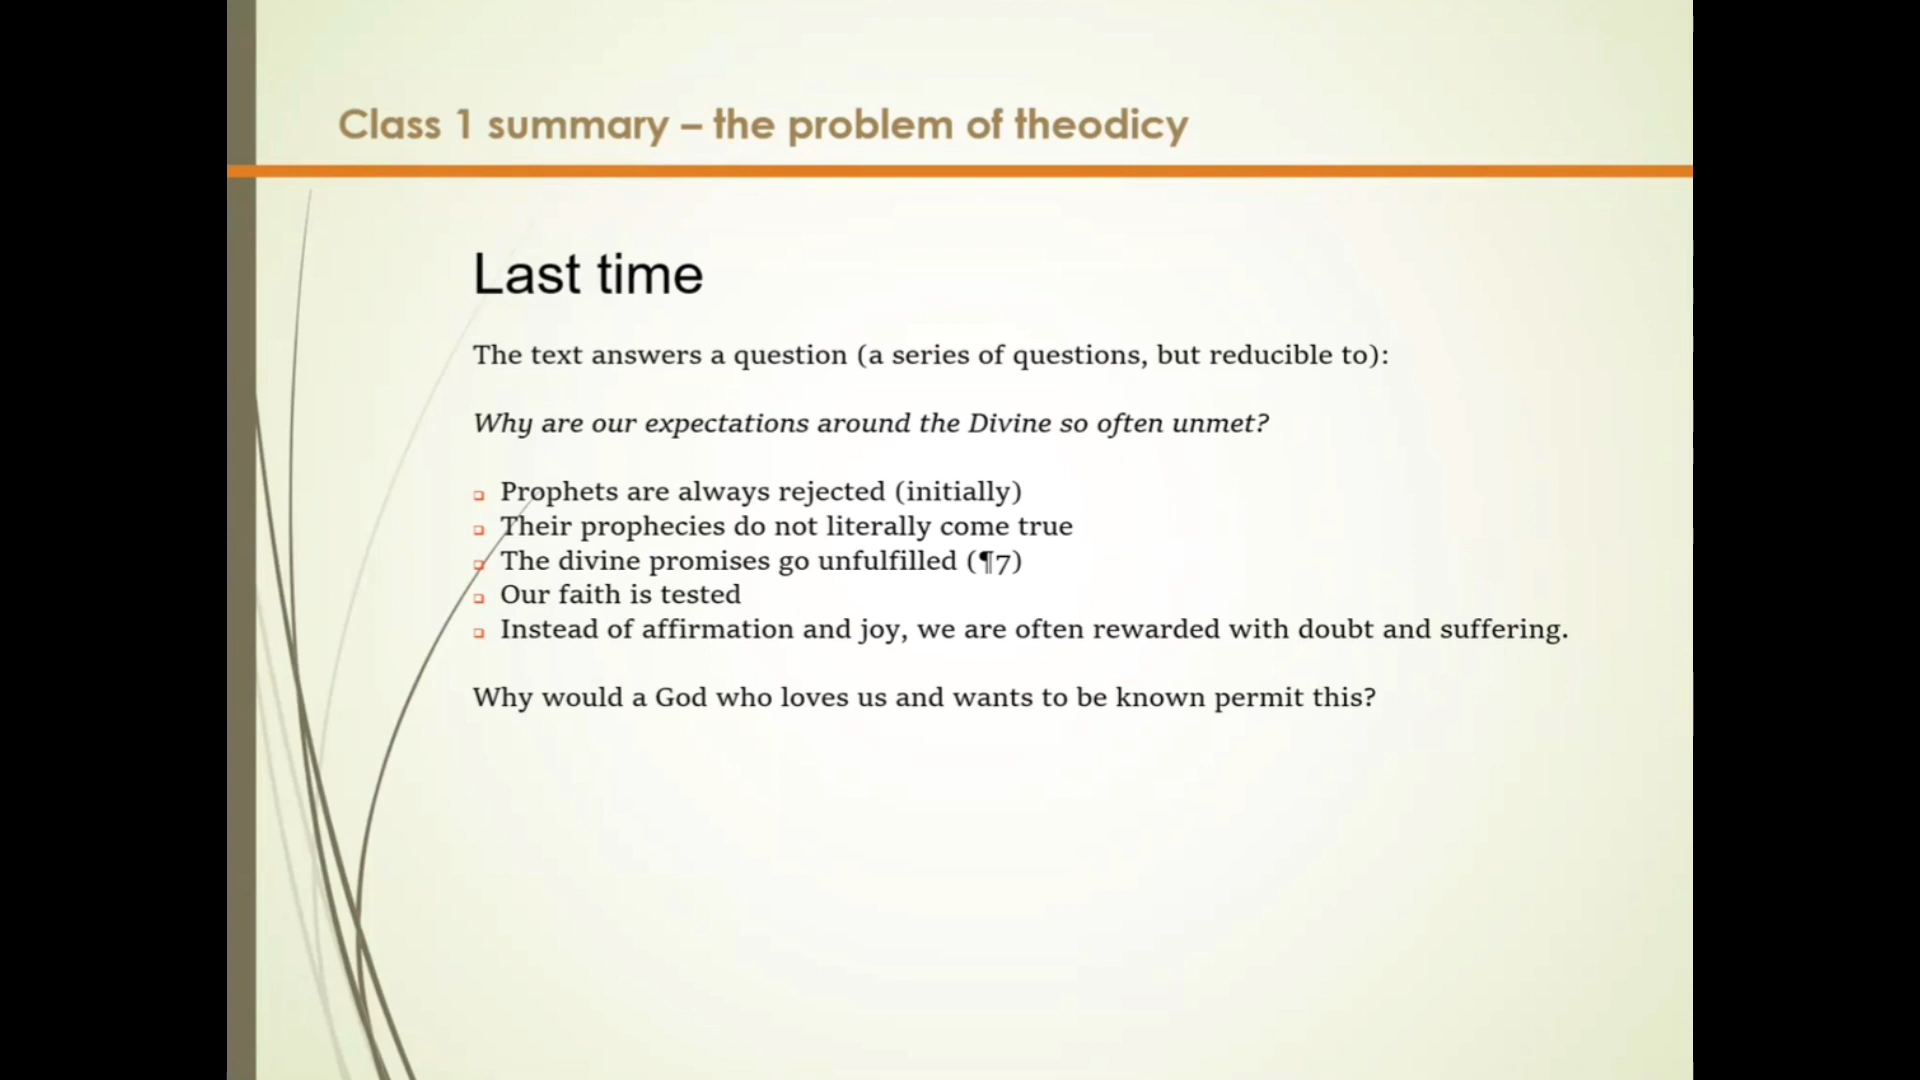 Class 1 summary – the problem of theodicy
Last time
The text answers a question (a series of questions, but reducible to):
Why are our expectations around the Divine so often unmet?
Prophets are always rejected (initially)
Their prophecies do not literally come true
The divine promises go unfulfilled (¶7)
Our faith is tested
Instead of affirmation and joy, we are often rewarded with doubt and suffering.
Why would a God who loves us and wants to be known permit this?